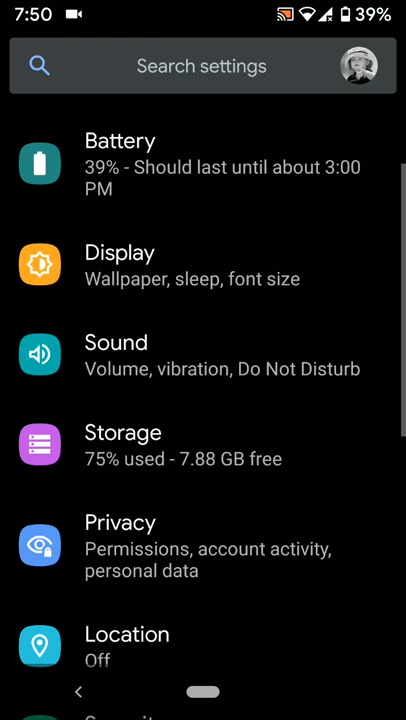 7:50
39%
Search settings
Battery
39% - Should last until about 3:00
PM
Display
Wallpaper, sleep, font size
Sound
Volume, vibration, Do Not Disturb
Storage
75% used - 7.88 GB free
Privacy
Permissions, account activity,
personal data
Location
Off